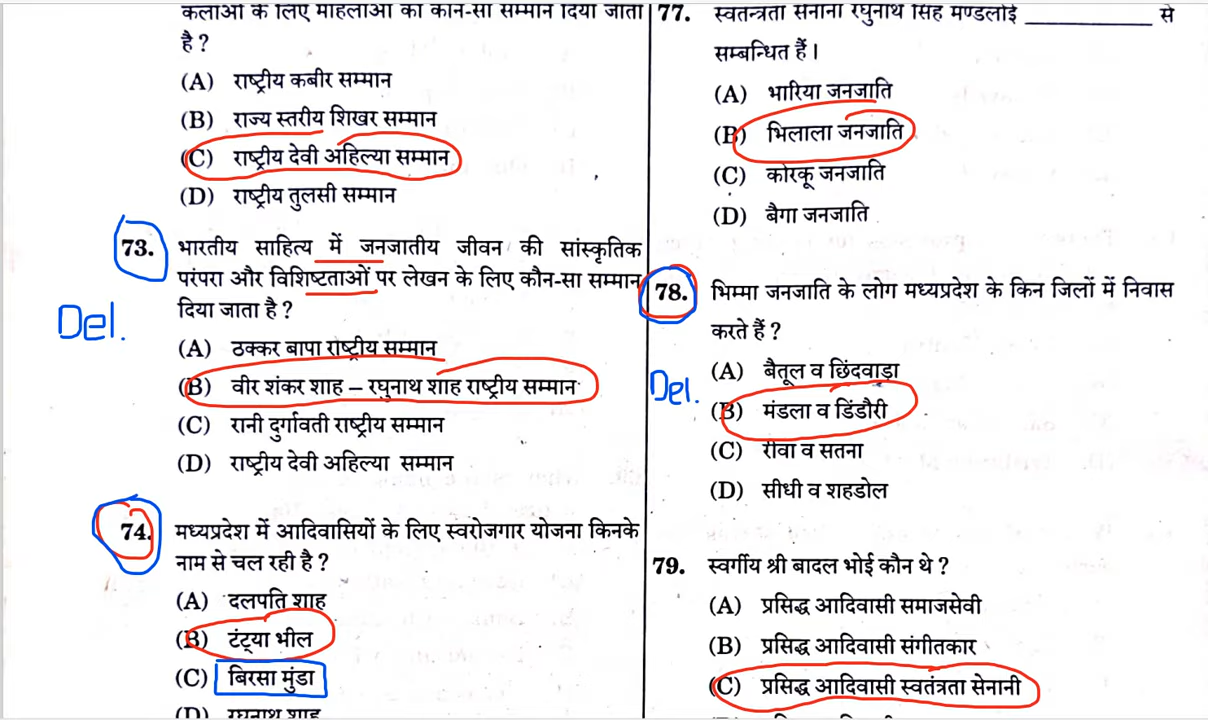 कलाओं के लिए महिलाओं को कौन-सा सम्मान दिया जाता
है ?
(A) राष्ट्रीय कबीर सम्मान
(B) राज्य स्तरीय शिखर सम्मान
(C) राष्ट्रीय देवी अहिल्या सम्मान
(D) राष्ट्रीय तुलसी सम्मान
73. भारतीय साहित्य में जनजातीय जीवन की सांस्कृतिक
परंपरा और विशिष्टताओं पर लेखन के लिए कौन-सा सम्मान
दिया जाता है ?
Del.
(A) ठक्कर बापा राष्ट्रीय सम्मान
(B) वीर शंकर शाह – रघुनाथ शाह राष्ट्रीय सम्मान
(C) रानी दुर्गावती राष्ट्रीय सम्मान
(D) राष्ट्रीय देवी अहिल्या सम्मान
74. मध्यप्रदेश में आदिवासियों के लिए स्वरोजगार योजना किनके
नाम से चल रही है ?
(A) दलपति शाह
(B) टंट्या भील
(C) बिरसा मुंडा
(D) रघुनाथ शाह
77. स्वतन्त्रता सेनानी रघुनाथ सिंह मण्डलोई __________ से
सम्बन्धित हैं।
(A) भारिया जनजाति
(B) भिलाला जनजाति
(C) कोरकू जनजाति
(D) बैगा जनजाति
78. भिम्मा जनजाति के लोग मध्यप्रदेश के किन जिलों में निवास
करते हैं ?
Del.
(A) बैतूल व छिंदवाड़ा
(B) मंडला व डिंडौरी
(C) रीवा व सतना
(D) सीधी व शहडोल
79. स्वर्गीय श्री बादल भोई कौन थे ?
(A) प्रसिद्ध आदिवासी समाजसेवी
(B) प्रसिद्ध आदिवासी संगीतकार
(C) प्रसिद्ध आदिवासी स्वतंत्रता सेनानी